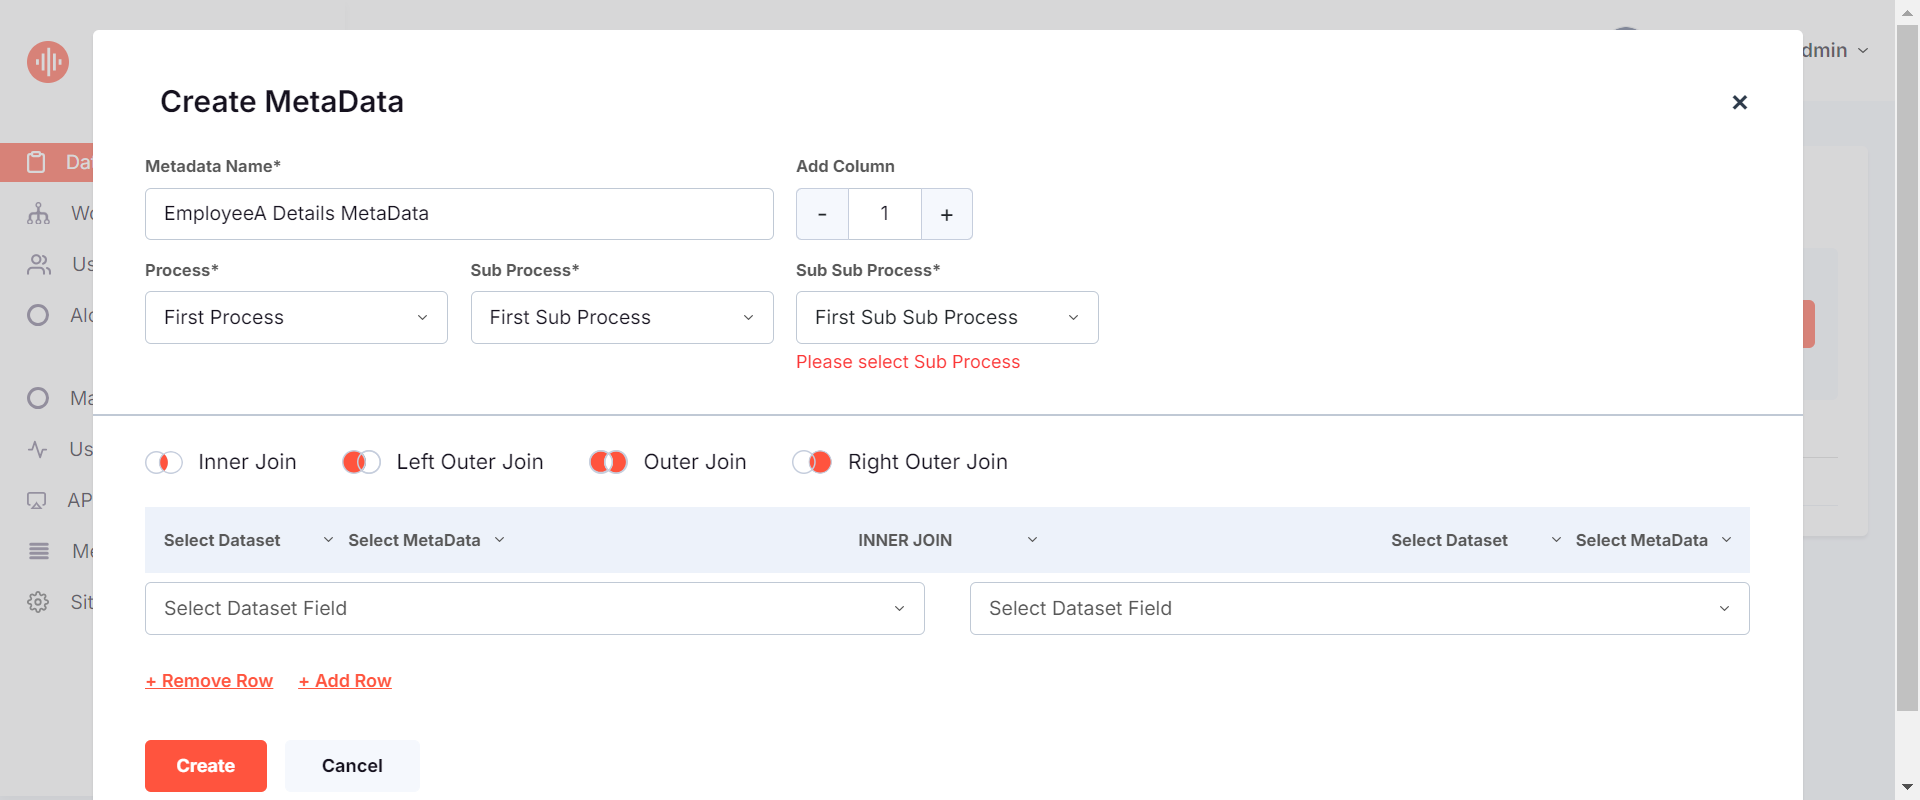 dmin
Create MetaData
Metadata Name*
Add Column
EmployeeA Details MetaData
- 1 +
Process*
Sub Process*
Sub Sub Process*
First Process
First Sub Process
First Sub Sub Process
Please select Sub Process
Inner Join
Left Outer Join
Outer Join
Right Outer Join
Select Dataset
Select MetaData
INNER JOIN
Select Dataset
Select MetaData
Select Dataset Field
Select Dataset Field
+ Remove Row
+ Add Row
Create
Cancel
Dat
Wo
Us
Alc
Ma
Us
AP
Me
Sit